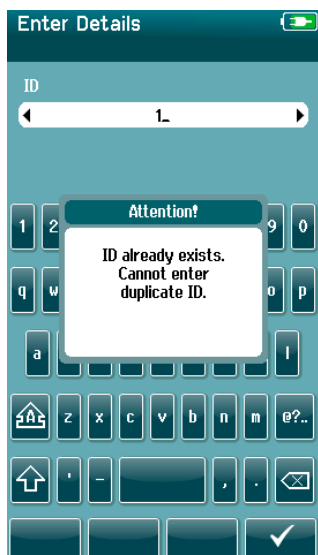 Enter Details
ID
1_
Attention!
ID already exists.
Cannot enter
duplicate ID.
1 2 9 0
q w o p
a l
A z x c v b n m @?..
' - , .